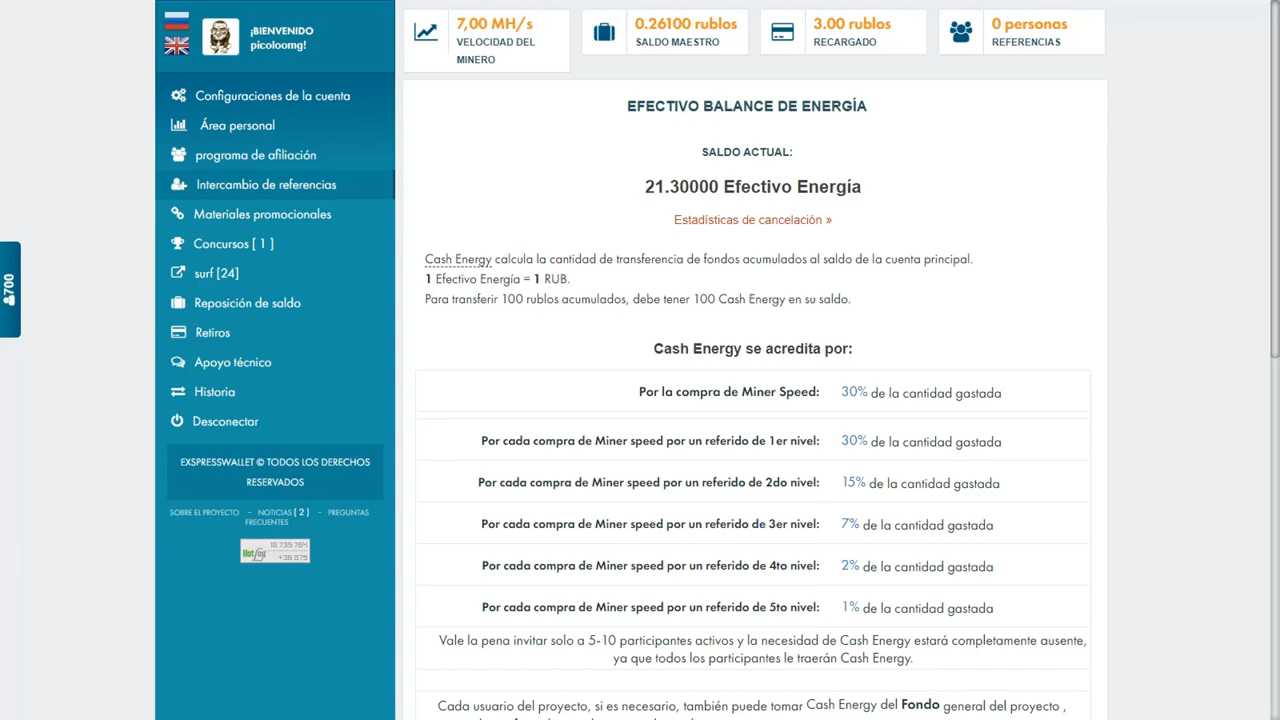 ¡BIENVENIDO
picoloomg!
Configuraciones de la cuenta
Área personal
programa de afiliación
Intercambio de referencias
Materiales promocionales
Concursos [ 1 ]
surf [24]
Reposición de saldo
Retiros
Apoyo técnico
Historia
Desconectar
EXSPRESSWALLET © TODOS LOS DERECHOS
RESERVADOS
SOBRE EL PROYECTO - NOTICIAS [ 2 ] - PREGUNTAS
FRECUENTES
HotLog
700
7,00 MH/s
VELOCIDAD DEL
MINERO
0.26100 rublos
SALDO MAESTRO
3.00 rublos
RECARGADO
0 personas
REFERENCIAS
EFECTIVO BALANCE DE ENERGÍA
SALDO ACTUAL:
21.30000 Efectivo Energía
Estadísticas de cancelación »
Cash Energy calcula la cantidad de transferencia de fondos acumulados al saldo de la cuenta principal.
1 Efectivo Energía = 1 RUB.
Para transferir 100 rublos acumulados, debe tener 100 Cash Energy en su saldo.
Cash Energy se acredita por:
Por la compra de Miner Speed: 30% de la cantidad gastada
Por cada compra de Miner speed por un referido de 1er nivel: 30% de la cantidad gastada
Por cada compra de Miner speed por un referido de 2do nivel: 15% de la cantidad gastada
Por cada compra de Miner speed por un referido de 3er nivel: 7% de la cantidad gastada
Por cada compra de Miner speed por un referido de 4to nivel: 2% de la cantidad gastada
Por cada compra de Miner speed por un referido de 5to nivel: 1% de la cantidad gastada
Vale la pena invitar solo a 5-10 participantes activos y la necesidad de Cash Energy estará completamente ausente,
ya que todos los participantes le traerán Cash Energy.
Cada usuario del proyecto, si es necesario, también puede tomar Cash Energy del Fondo general del proyecto ,